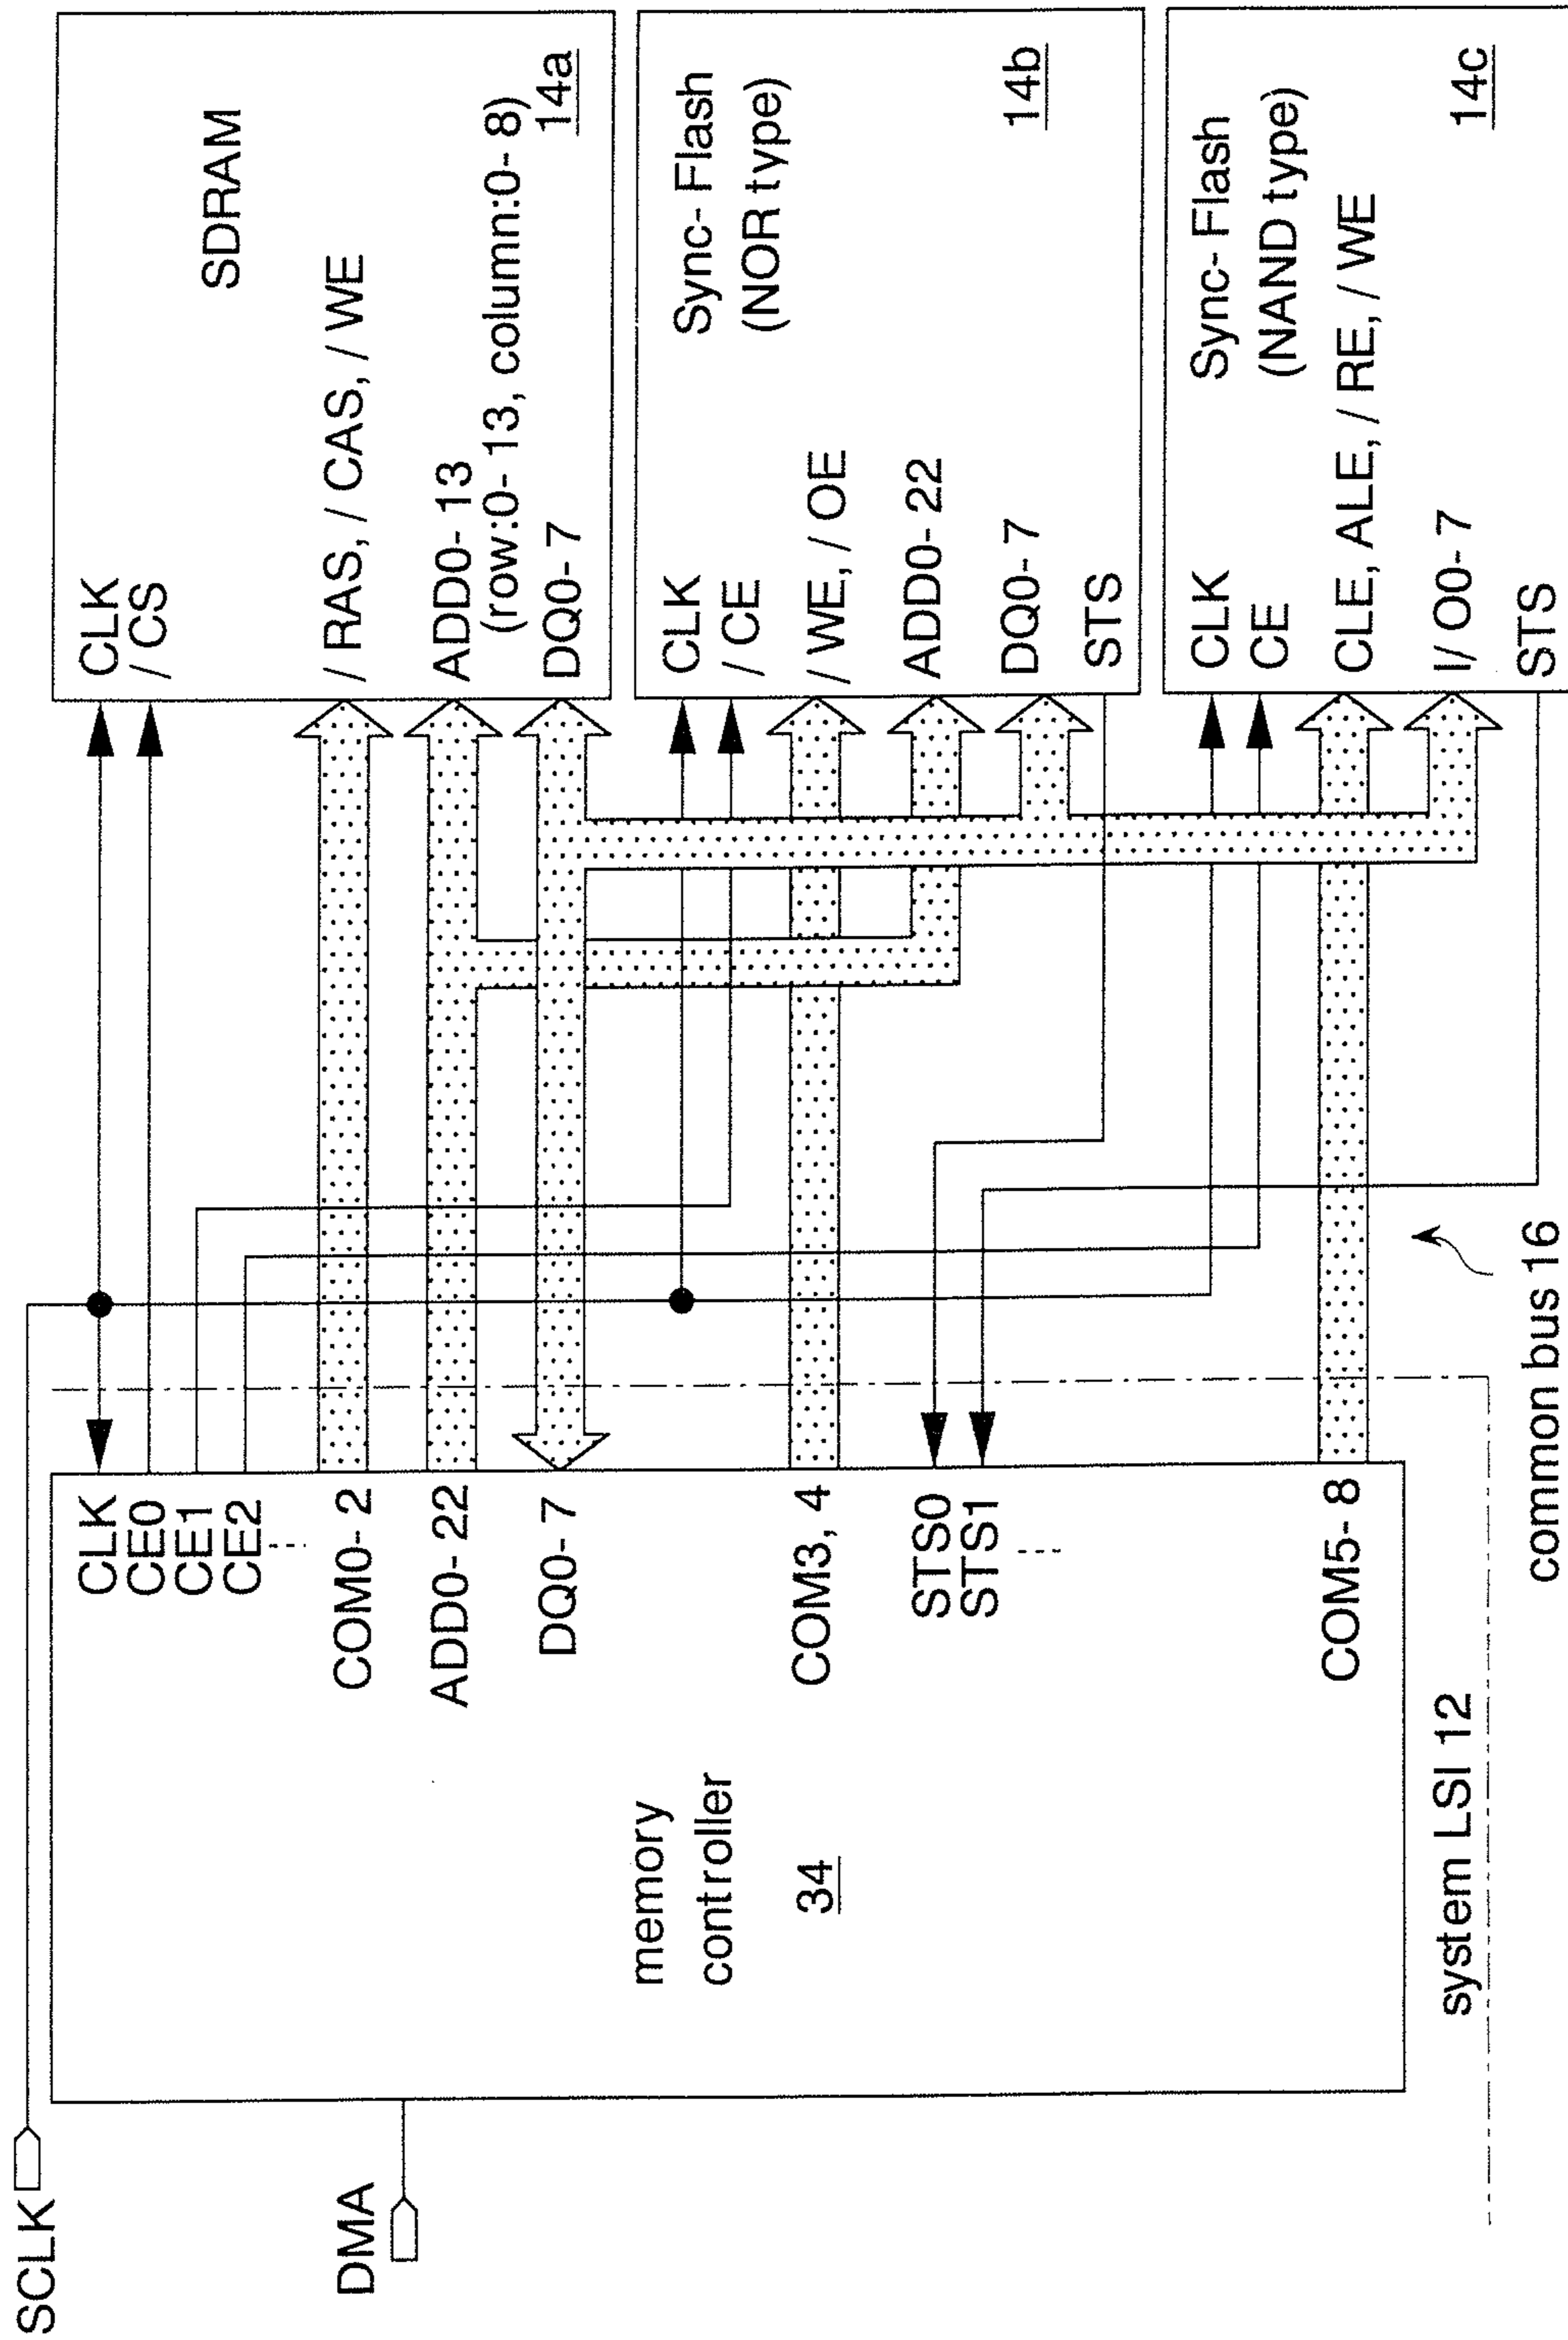 SCLK
DMA
memory
controller
34
CLK
CE0
CE1
CE2
COM0-2
ADD0-22
DQ0-7
COM3, 4
STS0
STS1
COM5-8
system LSI 12
common bus 16
CLK
/ CS
SDRAM
/ RAS, / CAS, / WE
ADD0-13
(row:0-13, column:0-8)
DQ0-7
14a
CLK
/ CE
Sync-Flash
(NOR type)
/ WE, / OE
ADD0-22
DQ0-7
14b
STS
CLK
CE
Sync-Flash
(NAND type)
CLE, ALE, / RE, / WE
I/O0-7
14c
STS